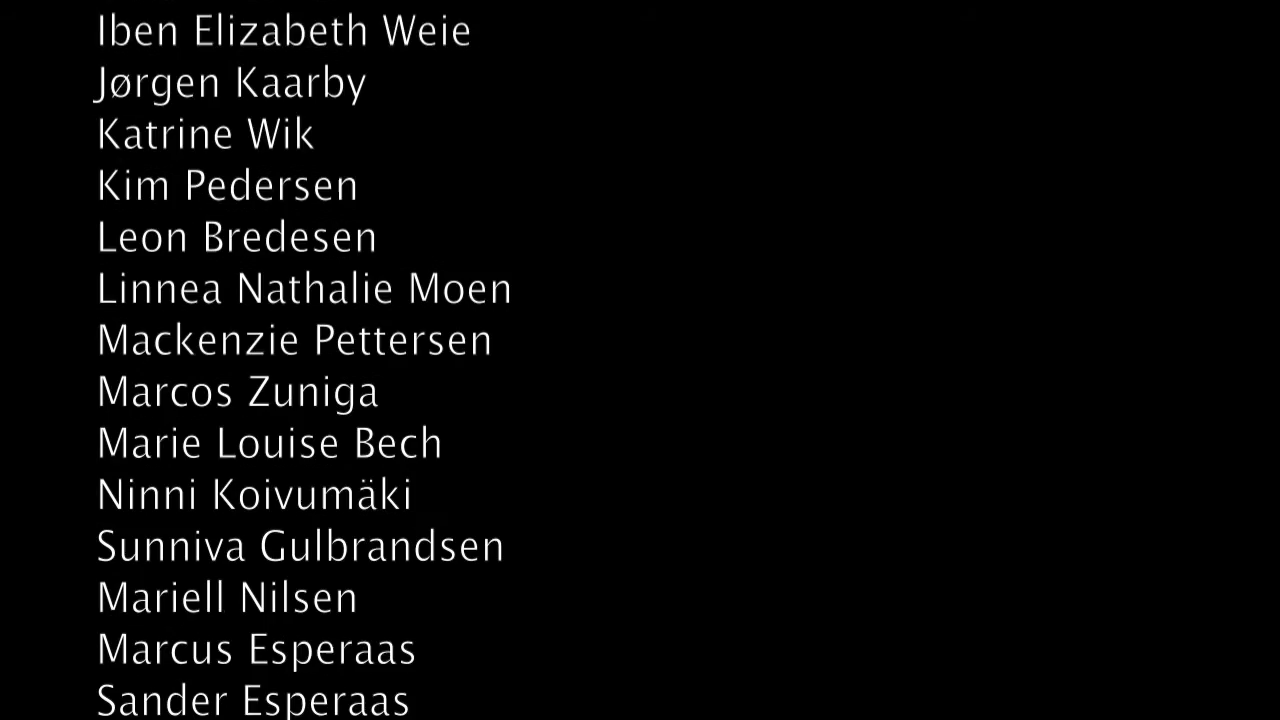 Iben Elizabeth Weie
Jørgen Kaarby
Katrine Wik
Kim Pedersen
Leon Bredesen
Linnea Nathalie Moen
Mackenzie Pettersen
Marcos Zuniga
Marie Louise Bech
Ninni Koivumäki
Sunniva Gulbrandsen
Mariell Nilsen
Marcus Esperaas
Sander Esperaas